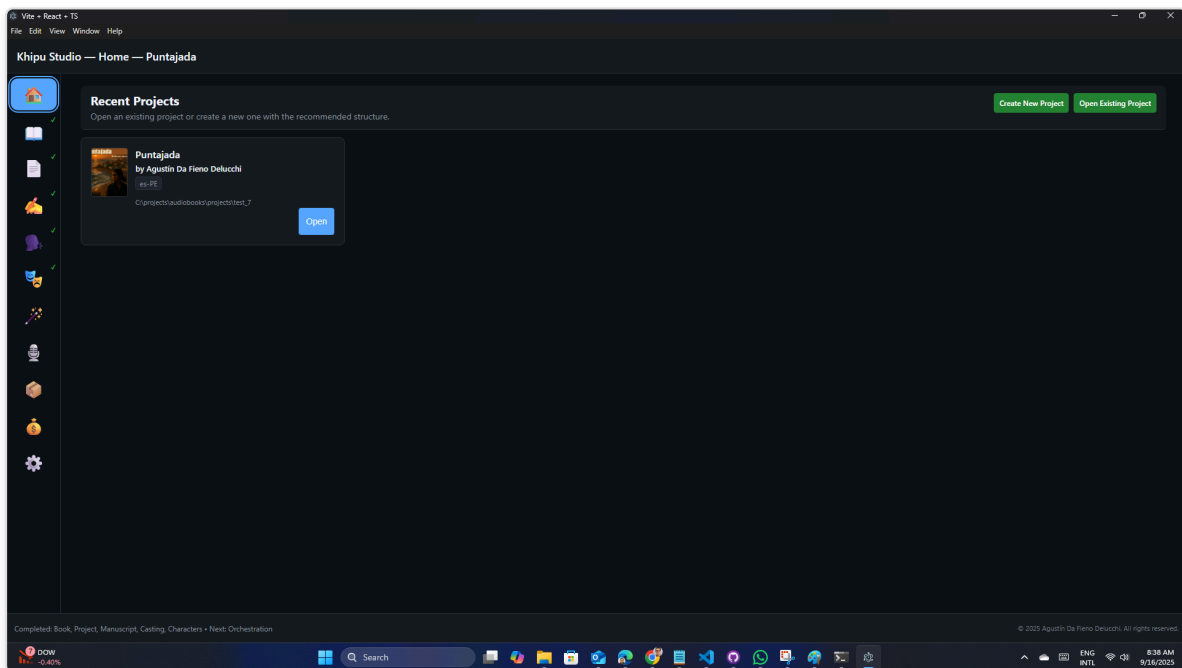 Vite + React + TS
File Edit View Window Help
Khipu Studio — Home — Puntajada
Recent Projects
Open an existing project or create a new one with the recommended structure.
Create New Project Open Existing Project
Puntajada
by Agustín Da Fieno Delucchi
es-PE
C:\projects\audiobooks\projects\test_7
Open
Completed: Book, Project, Manuscript, Casting, Characters • Next: Orchestration
© 2025 Agustín Da Fieno Delucchi. All rights reserved.
7
DOW
-0.40%
Search
ENG
INTL
8:38 AM
9/16/2025